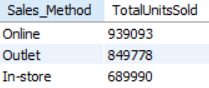 Sales_Method TotalUnitsSold
Online 939093
Outlet 849778
In-store 689990